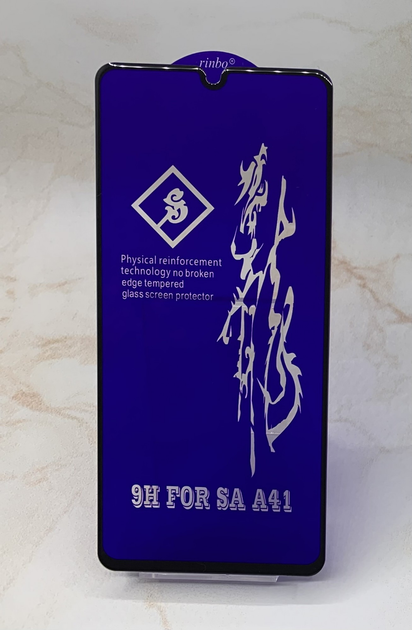 rinbo®
S
Physical reinforcement
technology no broken
edge tempered
glass screen protector
9H FOR SA A41